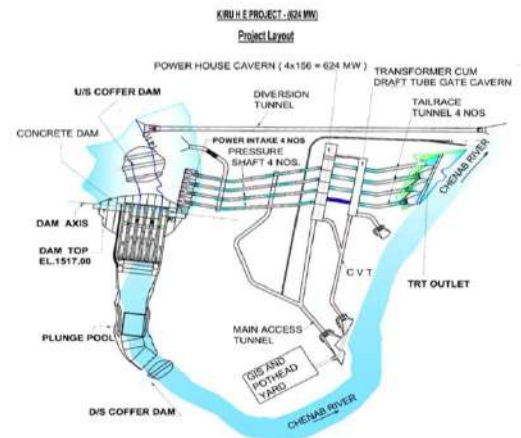 KIRU H E PROJECT - (624 MW)
Project Layout
POWER HOUSE CAVERN ( 4x156 = 624 MW )
TRANSFORMER CUM
DRAFT TUBE GATE CAVERN
U/S COFFER DAM
DIVERSION
TUNNEL
TAILRACE
TUNNEL 4 NOS
CONCRETE DAM
POWER INTAKE 4 NOS
PRESSURE
SHAFT 4 NOS.
CHENAB RIVER
DAM AXIS
DAM TOP
EL.1517.00
C.V.T.
TRT OUTLET
PLUNGE POOL
MAIN ACCESS
TUNNEL
GIS AND
POTHEAD
YARD
D/S COFFER DAM
CHENAB RIVER